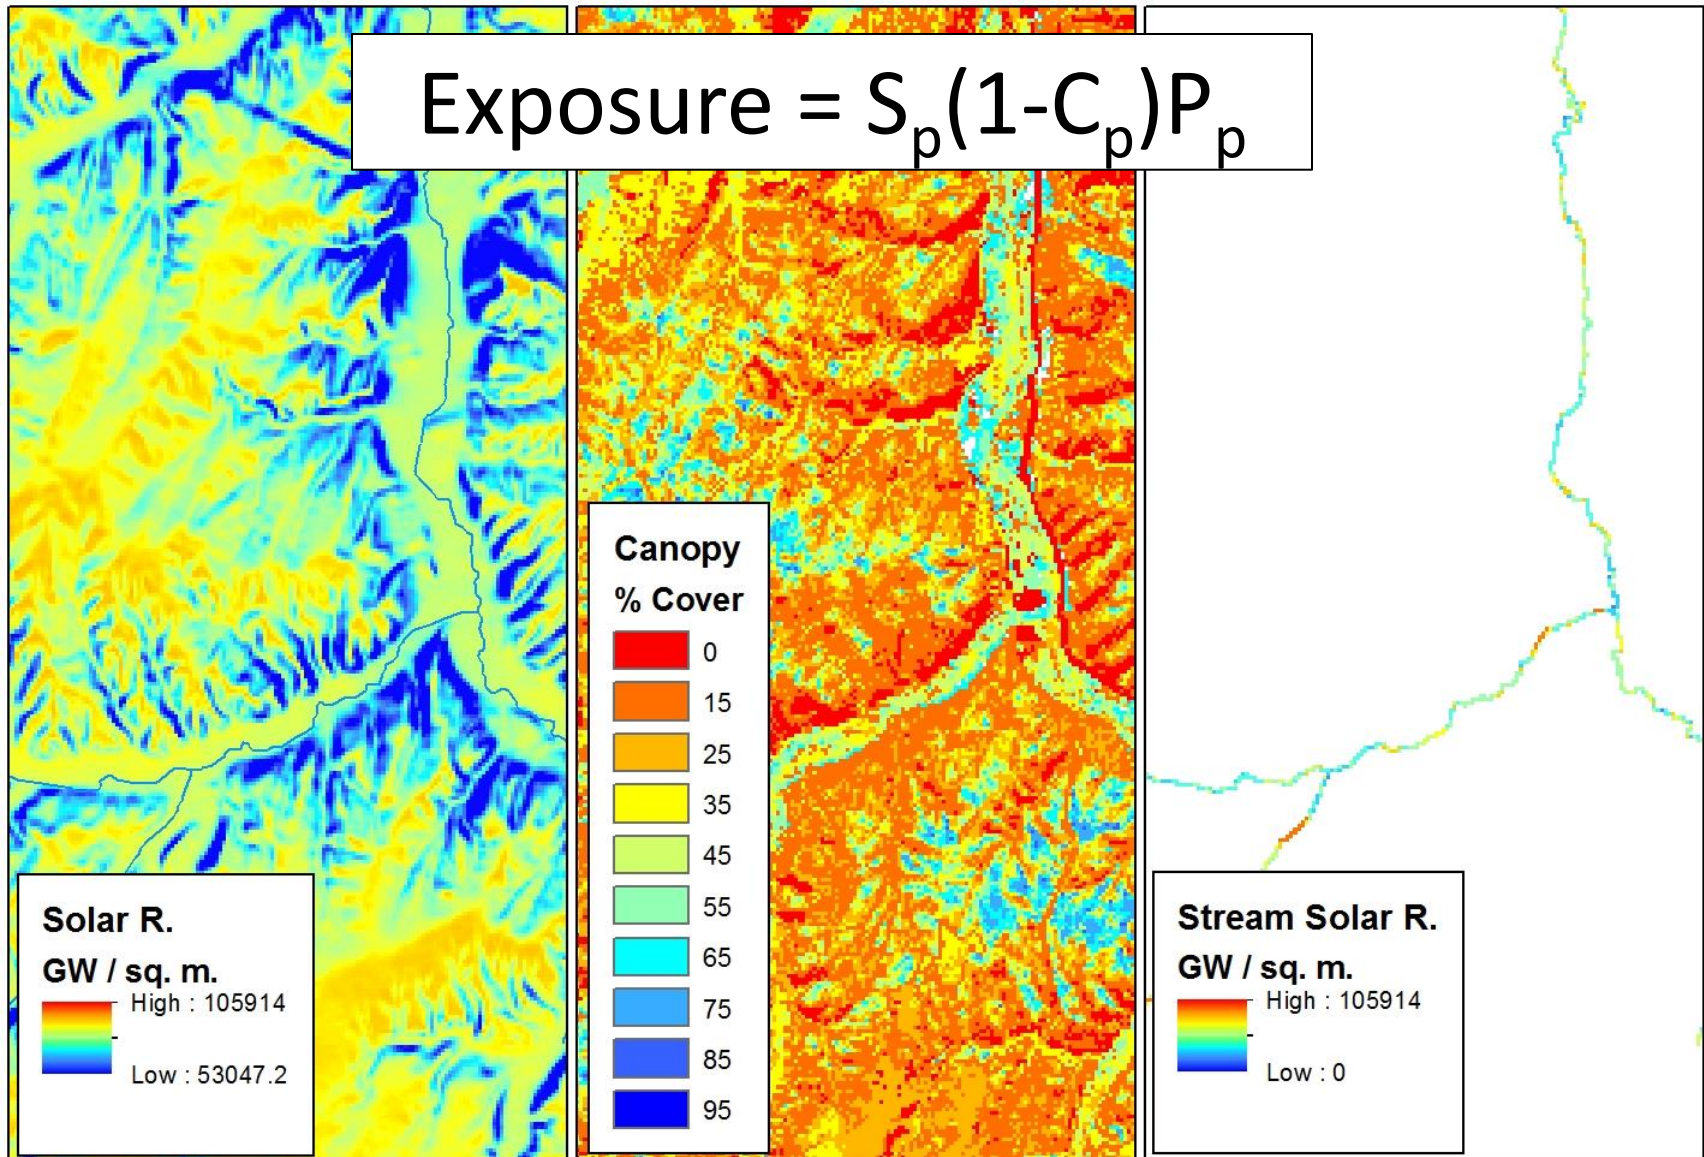 Exposure = Sp(1-Cp)Pp
Solar R.
GW / sq. m.
High : 105914
Low : 53047.2
Canopy
% Cover
0
15
25
35
45
55
65
75
85
95
Stream Solar R.
GW / sq. m.
High : 105914
Low : 0